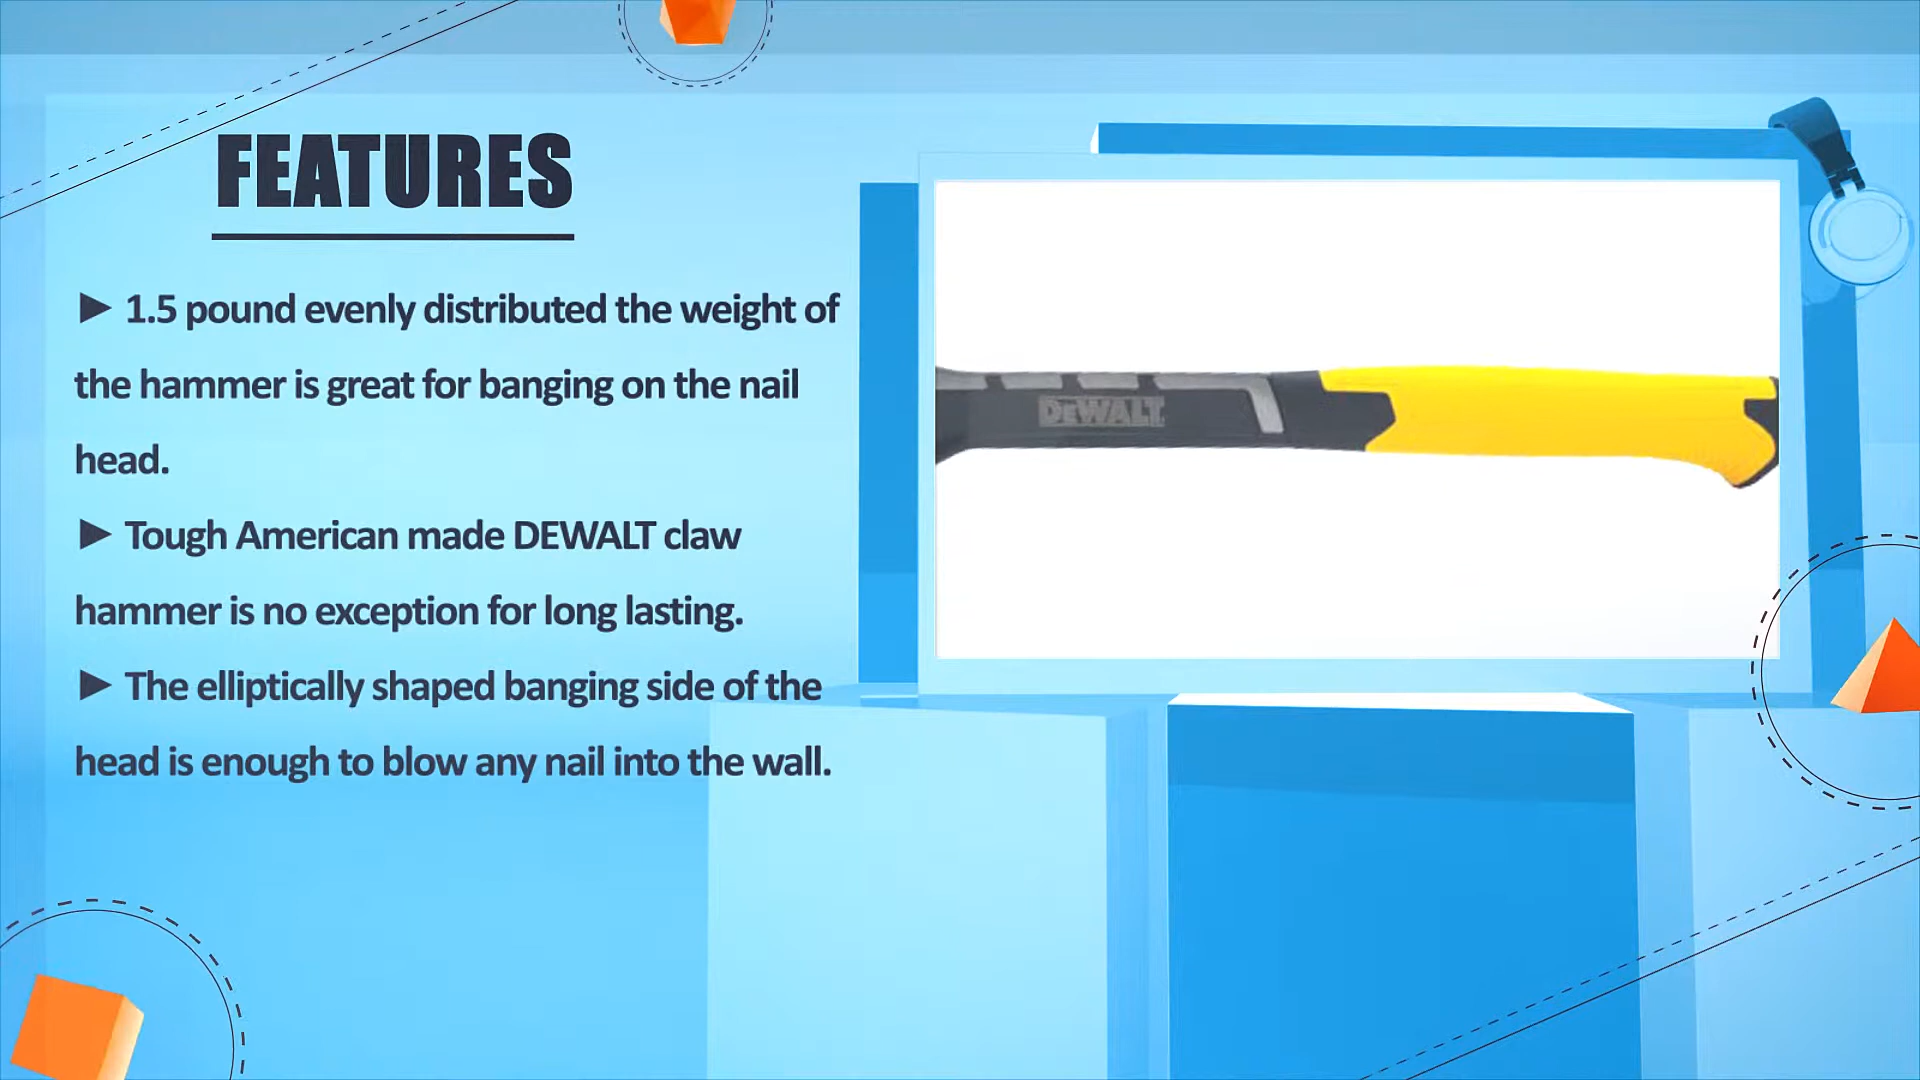 FEATURES
► 1.5 pound evenly distributed the weight of
the hammer is great for banging on the nail
head.
► Tough American made DEWALT claw
hammer is no exception for long lasting.
► The elliptically shaped banging side of the
head is enough to blow any nail into the wall.
DEWALT